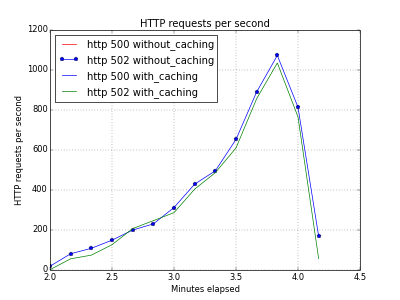 HTTP requests per second
http 500 without_caching
http 502 without_caching
http 500 with_caching
http 502 with_caching
HTTP requests per second
1200
1000
800
600
400
200
0
2.0 2.5 3.0 3.5 4.0 4.5
Minutes elapsed